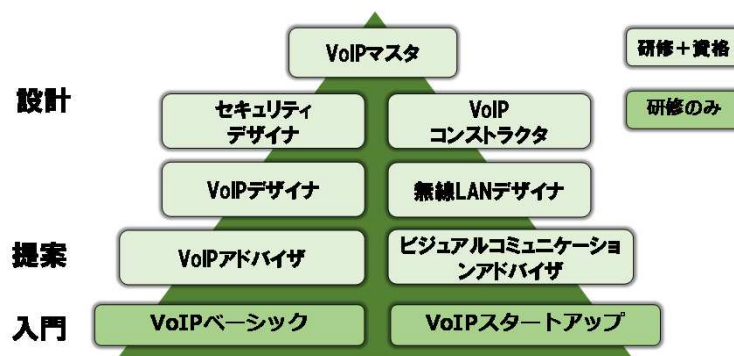 VoIPマスタ
研修+資格
設計
セキュリティ
デザイナ
VoIP
コンストラクタ
研修のみ
VoIPデザイナ
無線LANデザイナ
提案
VoIPアドバイザ
ビジュアルコミュニケーショ
ンアドバイザ
入門
VoIPベーシック
VoIPスタートアップ